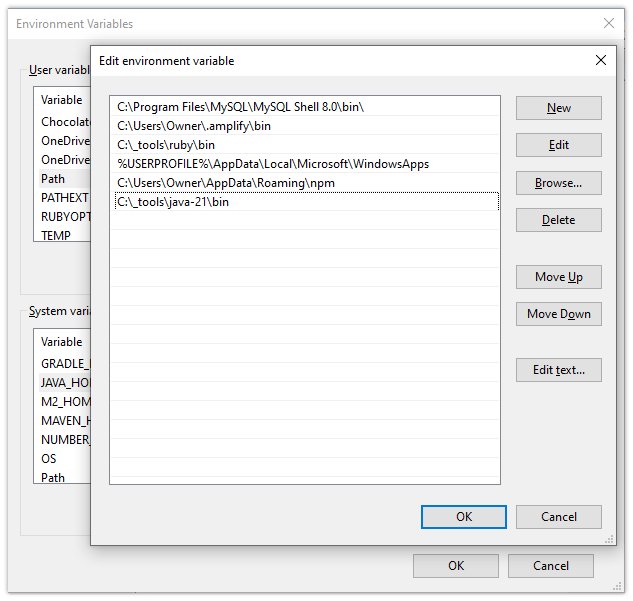 Environment Variables
Edit environment variable
User variabl
Variable
Chocolat
OneDrive
OneDrive
Path
PATHEXT
RUBYOPT
TEMP
System varia
Variable
GRADLE_
JAVA_HO
M2_HOM
MAVEN_H
NUMBER_
OS
Path
C:\Program Files\MySQL\MySQL Shell 8.0\bin\
C:\Users\Owner\.amplify\bin
C:\_tools\ruby\bin
%USERPROFILE%\AppData\Local\Microsoft\WindowsApps
C:\Users\Owner\AppData\Roaming\npm
C:\_tools\java-21\bin
New
Edit
Browse...
Delete
Move Up
Move Down
Edit text...
OK
Cancel
OK
Cancel